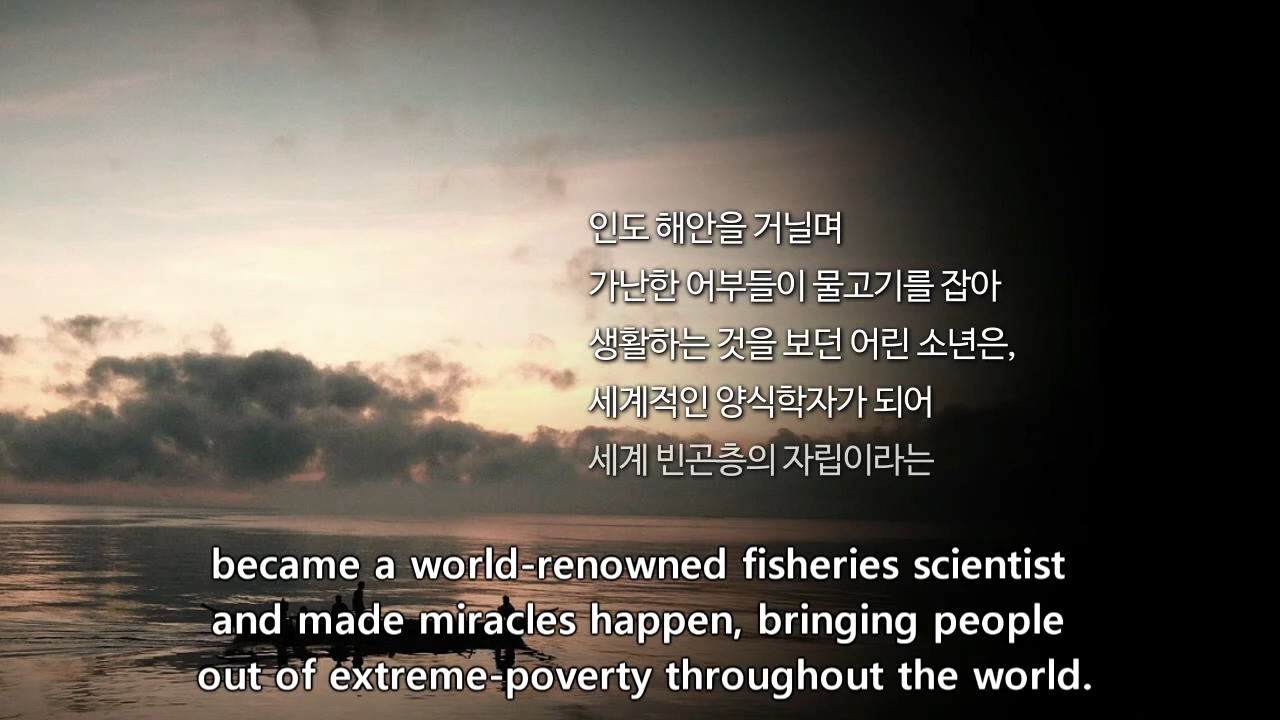 인도 해안을 거닐며
가난한 어부들이 물고기를 잡아
생활하는 것을 보던 어린 소년은,
세계적인 양식학자가 되어
세계 빈곤층의 자립이라는
became a world-renowned fisheries scientist
and made miracles happen, bringing people
out of extreme-poverty throughout the world.